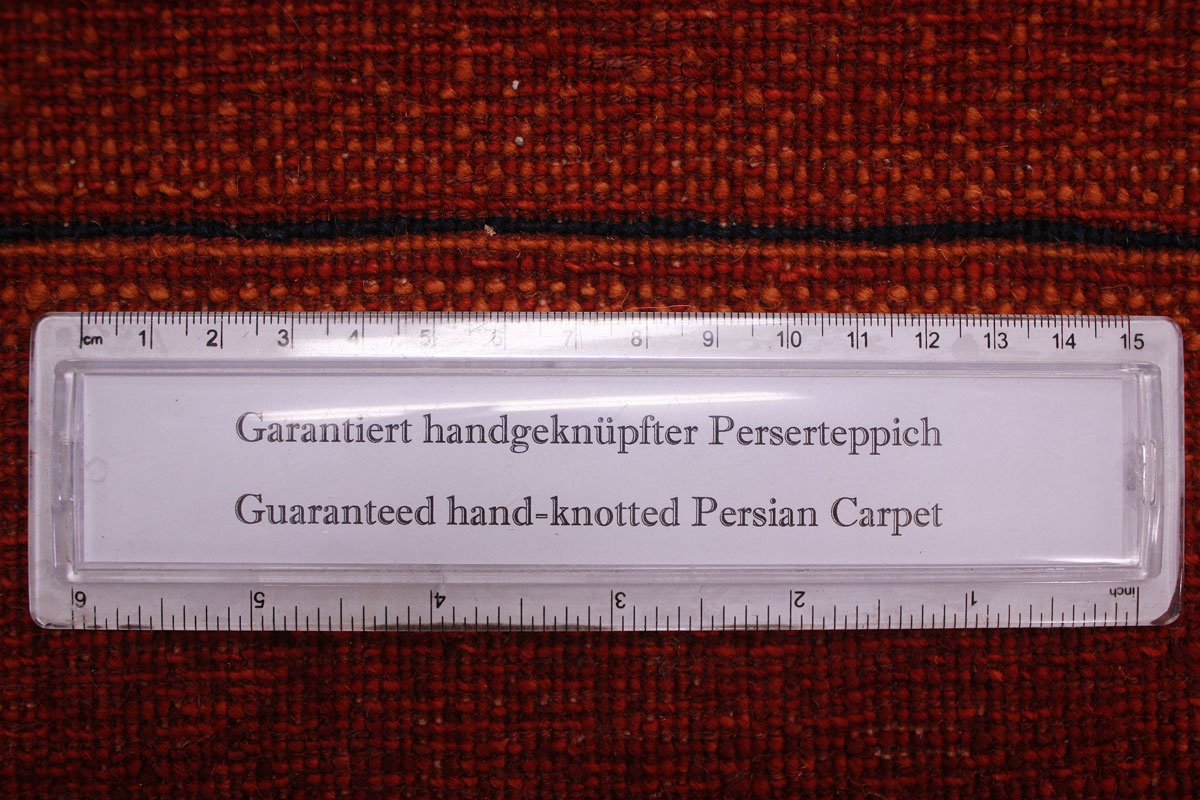 cm 1 2 3 4 5 6 7 8 9 10 11 12 13 14 15
Garantiert handgeknüpfter Perserteppich
Guaranteed hand-knotted Persian Carpet
6 5 4 3 2 1 inch